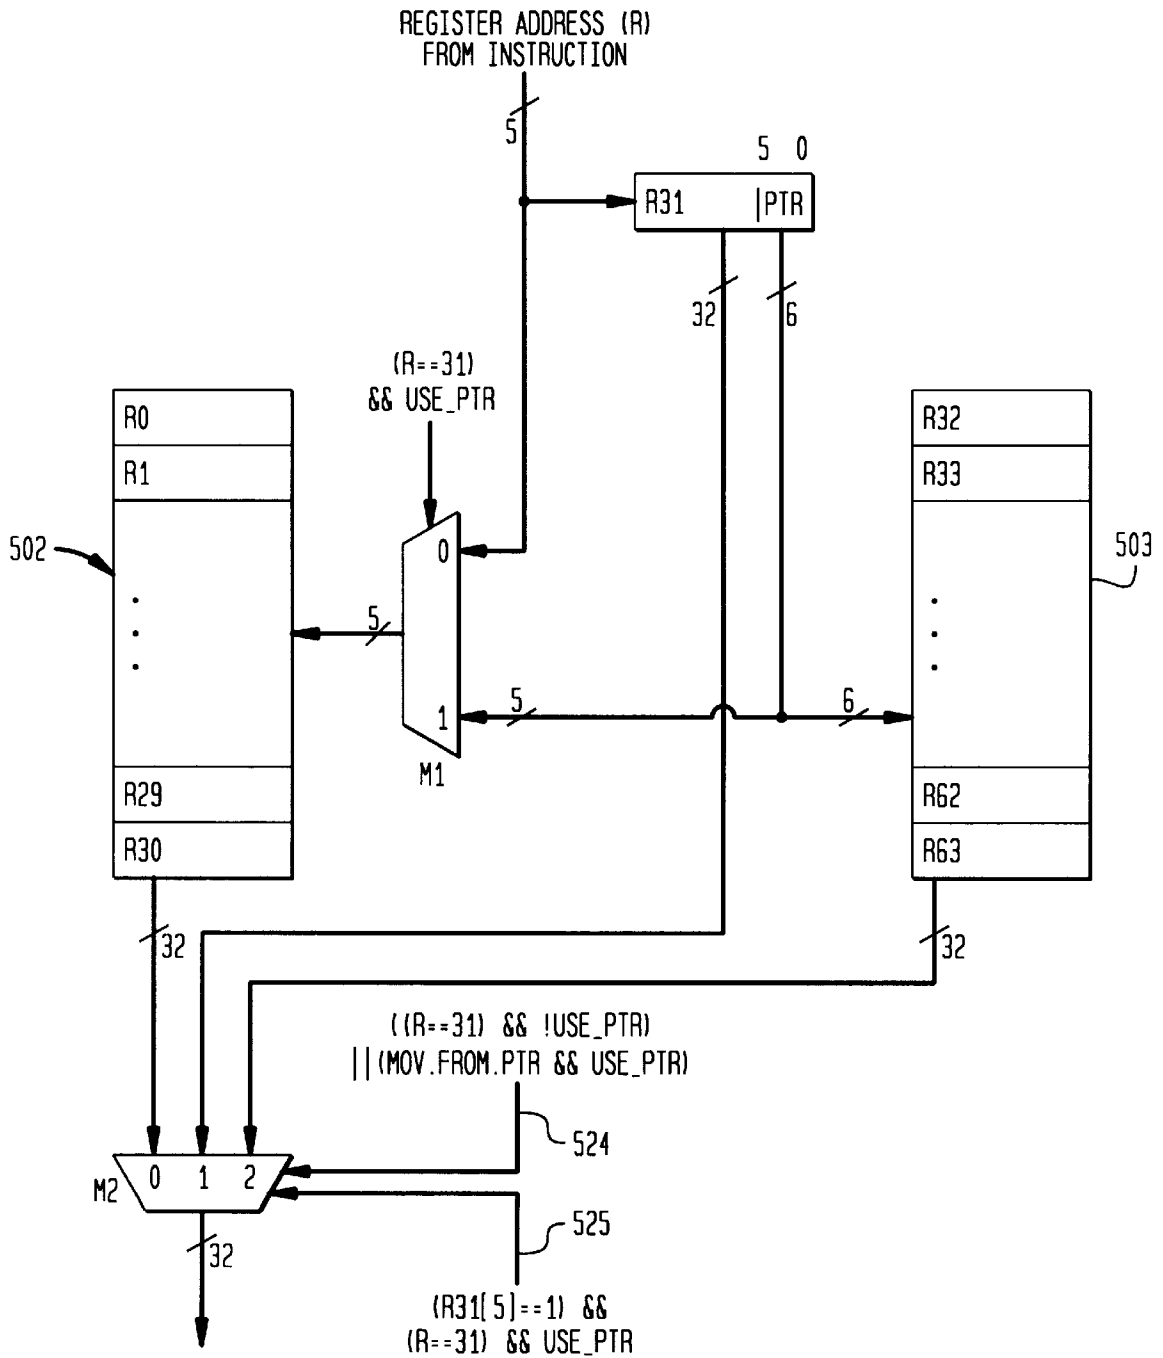 REGISTER ADDRESS (R)
FROM INSTRUCTION
5
5 0
R31 |PTR
32
6
(R==31)
&& USE_PTR
R0
R1
R32
R33
502
503
0
5
1
5
6
M1
R29
R30
R62
R63
32
32
((R==31) && !USE_PTR)
||(MOV.FROM.PTR && USE_PTR)
524
0 1 2
M2
525
32
(R31[5]==1) &&
(R==31) && USE_PTR